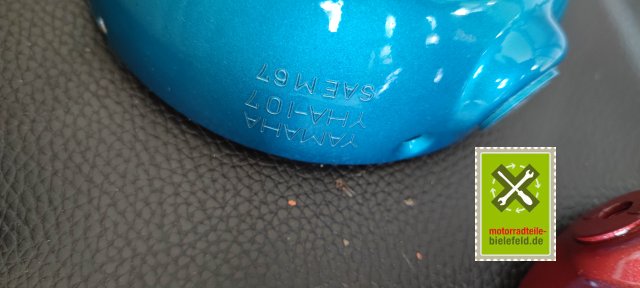 YAMAHA
YHA-107
SAE M67
motorradteile-
bielefeld.de